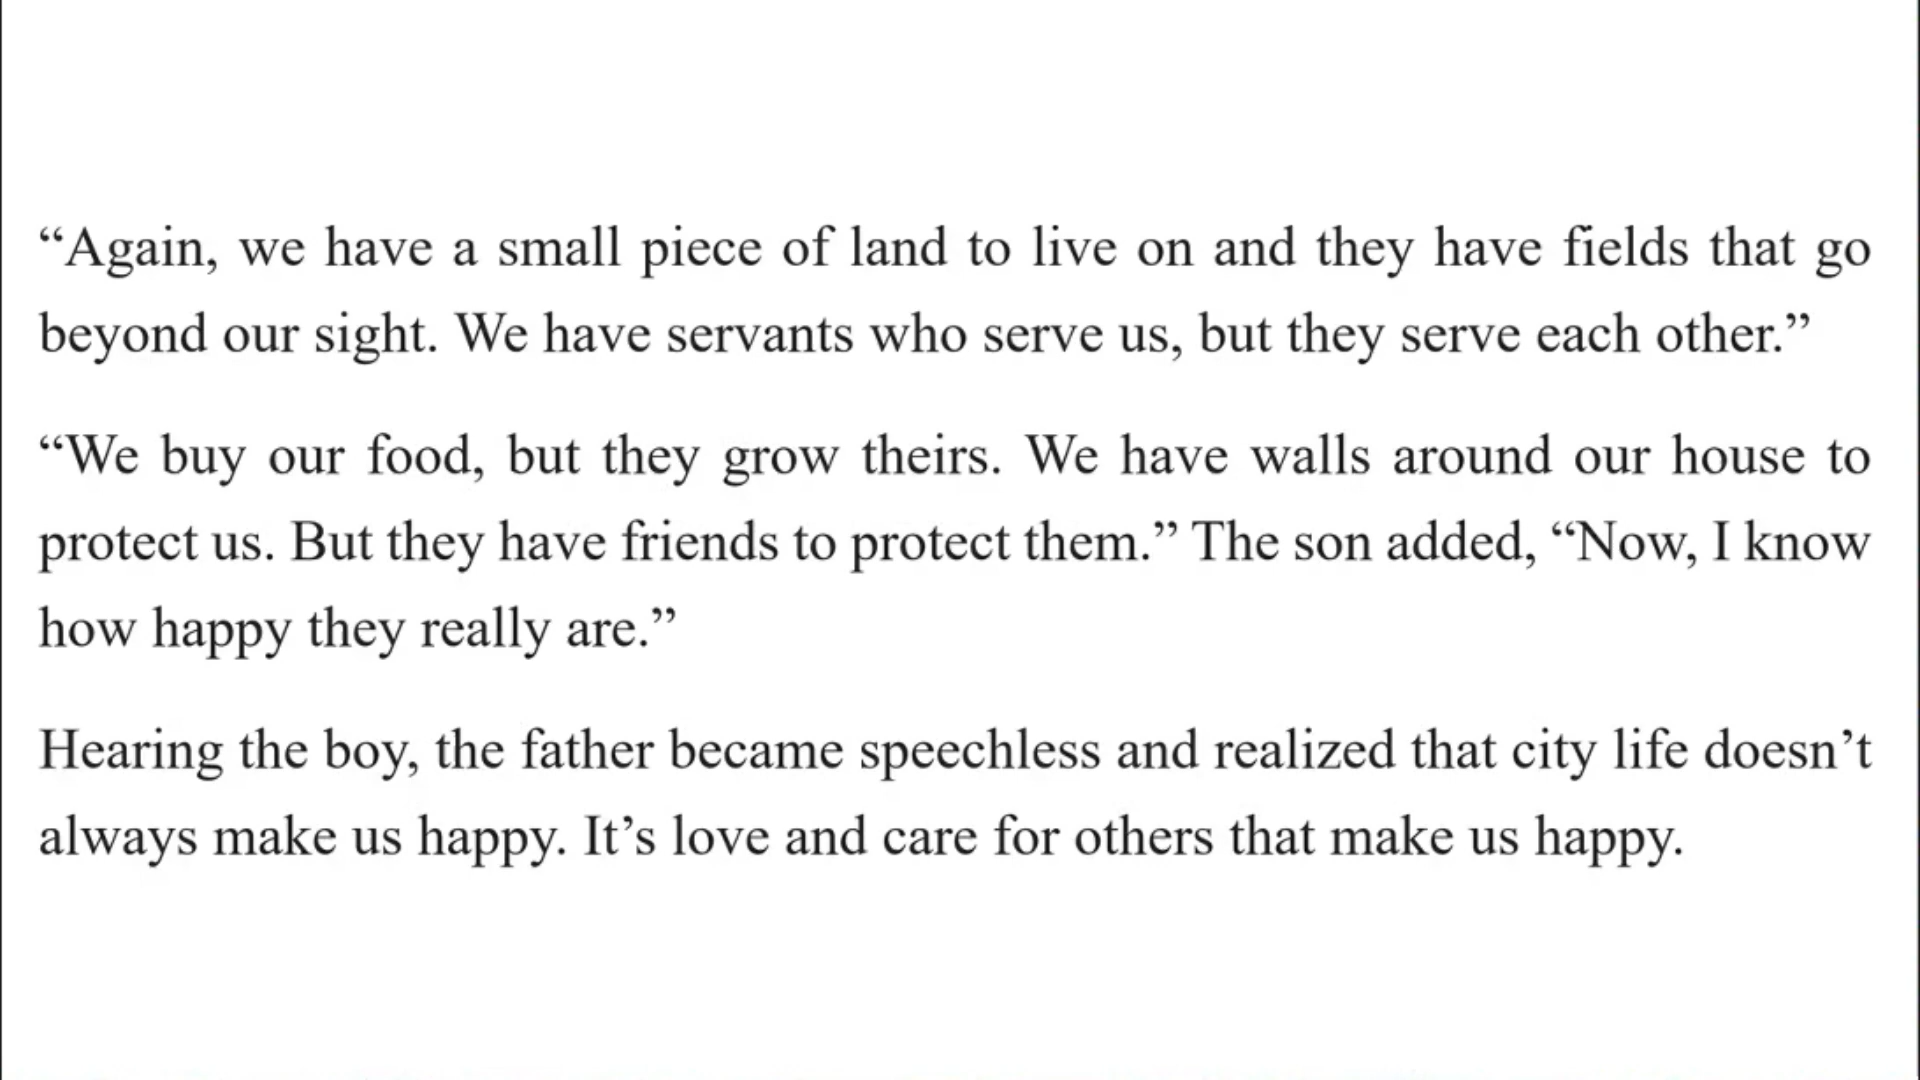 “Again, we have a small piece of land to live on and they have fields that go
beyond our sight. We have servants who serve us, but they serve each other.”
“We buy our food, but they grow theirs. We have walls around our house to
protect us. But they have friends to protect them.” The son added, “Now, I know
how happy they really are.”
Hearing the boy, the father became speechless and realized that city life doesn’t
always make us happy. It’s love and care for others that make us happy.